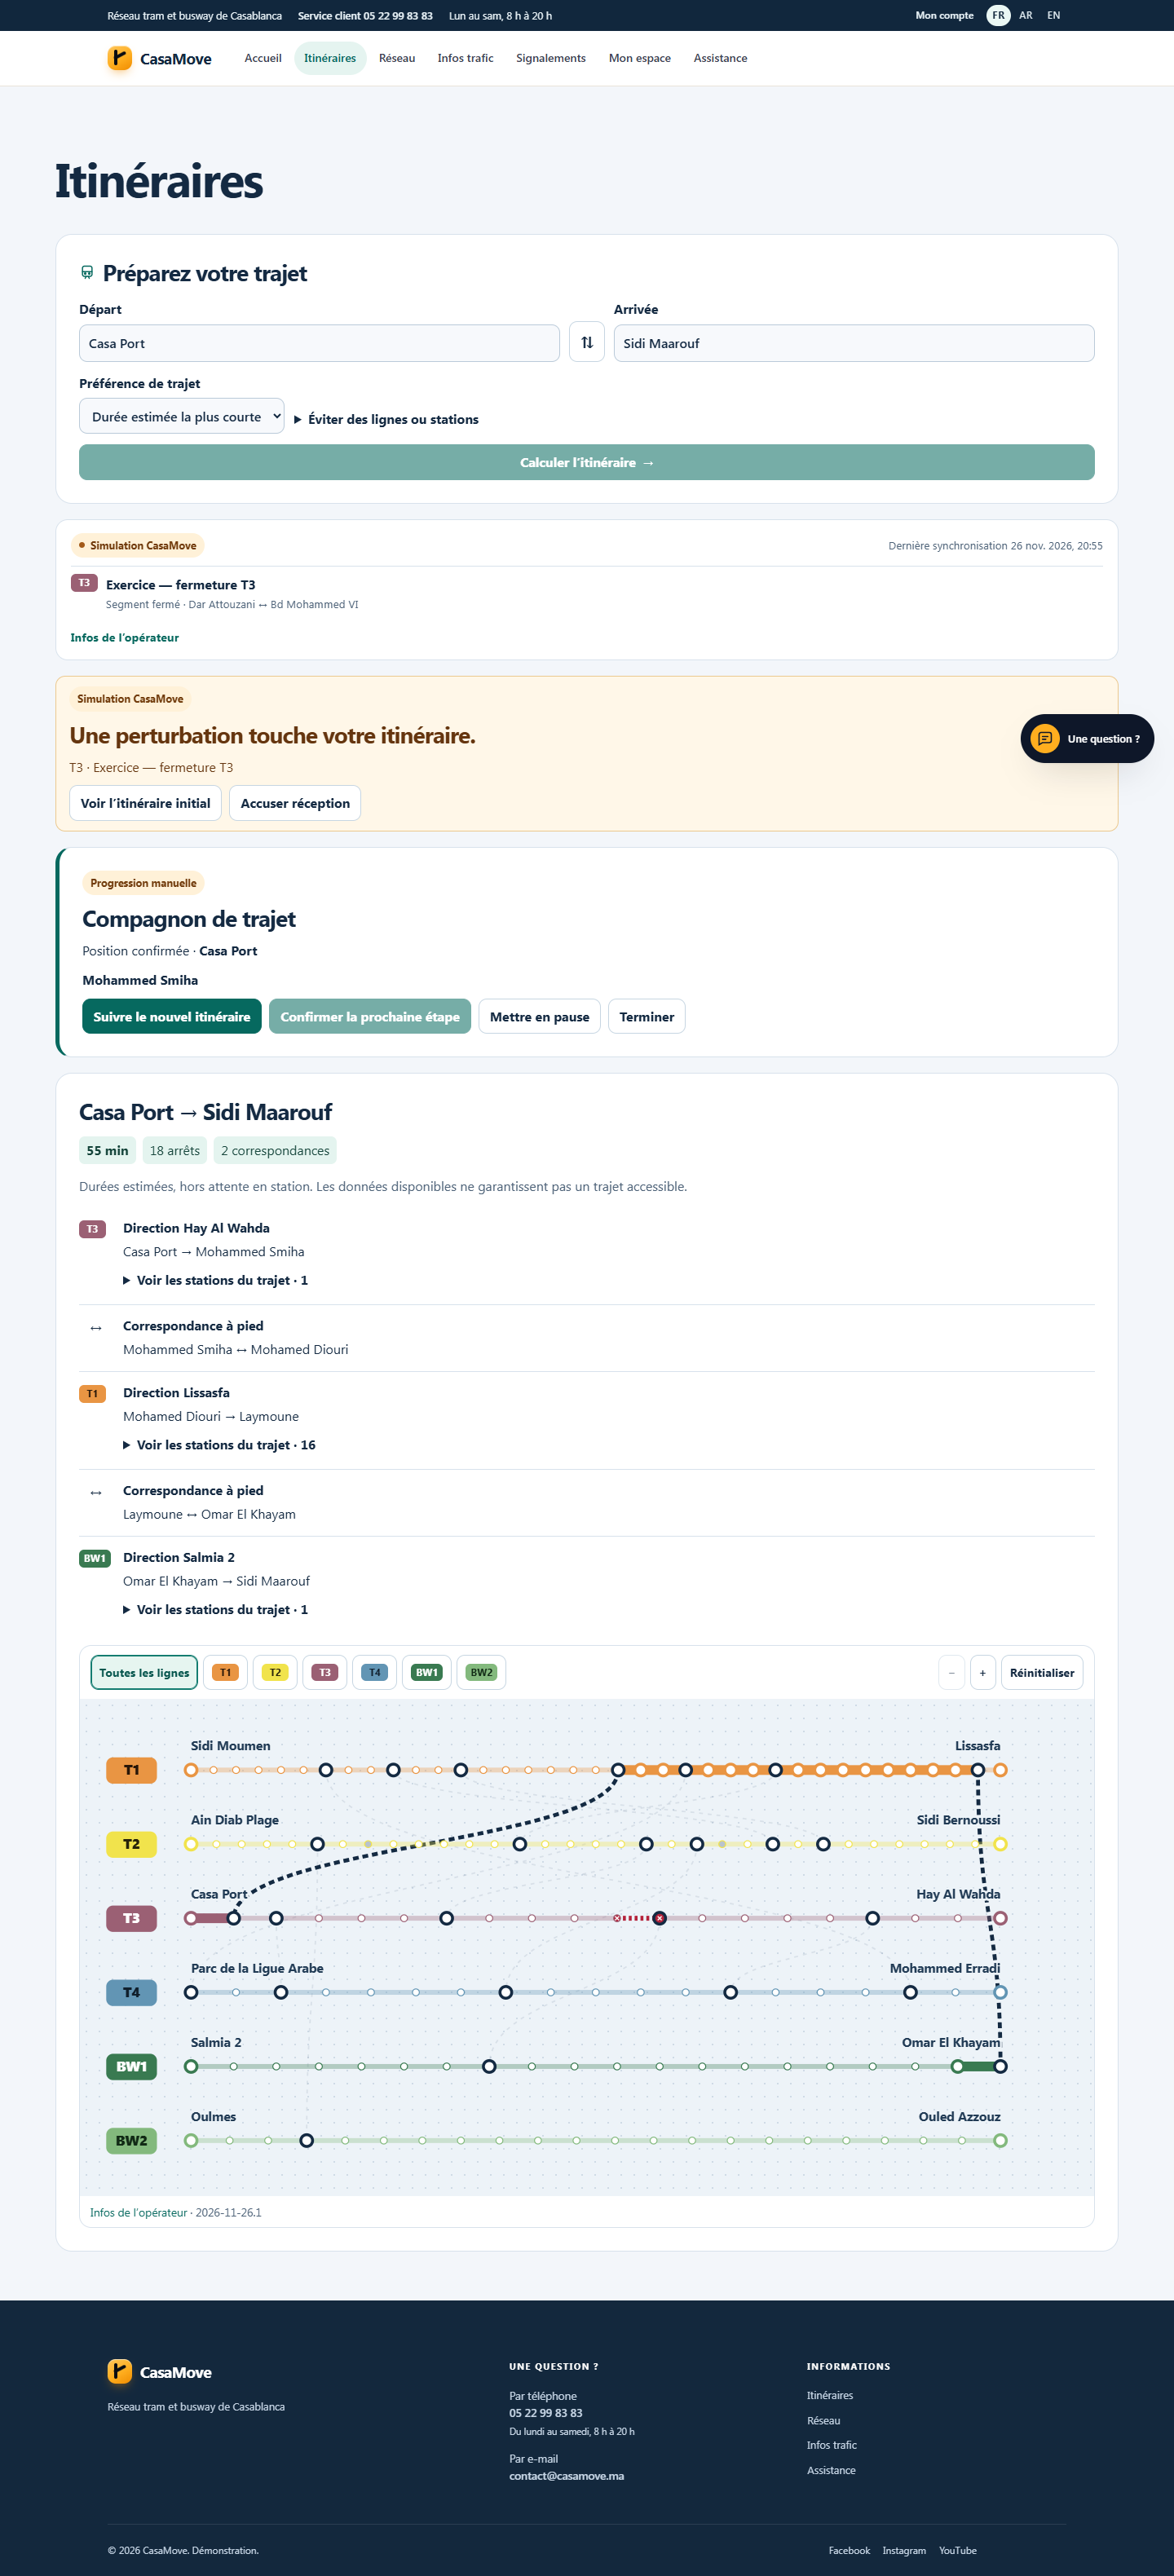 Réseau tram et busway de Casablanca Service client 05 22 99 83 83 Lun au sam, 8 h à 20 h Mon compte FR AR EN
CasaMove Accueil Itinéraires Réseau Infos trafic Signalements Mon espace Assistance
Itinéraires
Préparez votre trajet
Départ Arrivée
Casa Port Sidi Maarouf
Préférence de trajet
Durée estimée la plus courte Éviter des lignes ou stations
Calculer l’itinéraire →
Simulation CasaMove Dernière synchronisation 26 nov. 2026, 20:55
T3 Exercice — fermeture T3
Segment fermé · Dar Attouzani ↔ Bd Mohammed VI
Infos de l’opérateur
Simulation CasaMove
Une perturbation touche votre itinéraire.
Une question ?
T3 · Exercice — fermeture T3
Voir l’itinéraire initial Accuser réception
Progression manuelle
Compagnon de trajet
Position confirmée · Casa Port
Mohammed Smiha
Suivre le nouvel itinéraire Confirmer la prochaine étape Mettre en pause Terminer
Casa Port → Sidi Maarouf
55 min 18 arrêts 2 correspondances
Durées estimées, hors attente en station. Les données disponibles ne garantissent pas un trajet accessible.
T3 Direction Hay Al Wahda
Casa Port → Mohammed Smiha
Voir les stations du trajet · 1
↔ Correspondance à pied
Mohammed Smiha ↔ Mohamed Diouri
T1 Direction Lissasfa
Mohamed Diouri → Laymoune
Voir les stations du trajet · 16
↔ Correspondance à pied
Laymoune ↔ Omar El Khayam
BW1 Direction Salmia 2
Omar El Khayam → Sidi Maarouf
Voir les stations du trajet · 1
Toutes les lignes T1 T2 T3 T4 BW1 BW2 − + Réinitialiser
Sidi Moumen Lissasfa
T1
Ain Diab Plage Sidi Bernoussi
T2
Casa Port Hay Al Wahda
T3
Parc de la Ligue Arabe Mohammed Erradi
T4
Salmia 2 Omar El Khayam
BW1
Oulmes Ouled Azzouz
BW2
Infos de l’opérateur · 2026-11-26.1
CasaMove
Réseau tram et busway de Casablanca
UNE QUESTION ?
Par téléphone
05 22 99 83 83
Du lundi au samedi, 8 h à 20 h
Par e-mail
contact@casamove.ma
INFORMATIONS
Itinéraires
Réseau
Infos trafic
Assistance
© 2026 CasaMove. Démonstration. Facebook Instagram YouTube